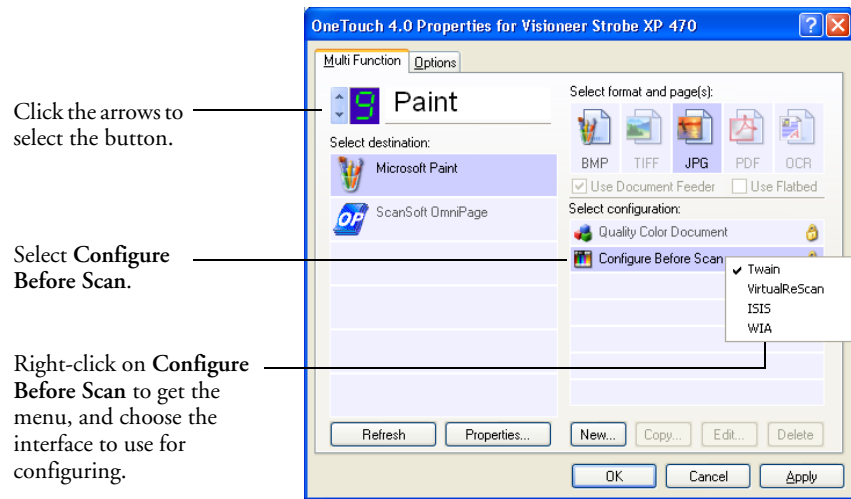 OneTouch 4.0 Properties for Visioneer Strobe XP 470
Multi Function
Options
Click the arrows to
select the button.
9
Paint
Select format and page(s):
BMP
TIFF
JPG
PDF
OCR
Select destination:
Microsoft Paint
Use Document Feeder
Use Flatbed
OP
ScanSoft OmniPage
Select configuration:
Quality Color Document
Select Configure
Before Scan.
Configure Before Scan
Twain
VirtualReScan
ISIS
WIA
Right-click on Configure
Before Scan to get the
menu, and choose the
interface to use for
configuring.
Refresh
Properties...
New...
Copy...
Edit...
Delete
OK
Cancel
Apply